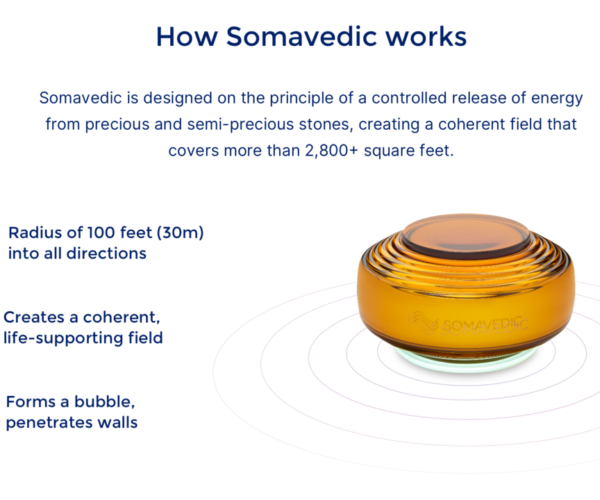 How Somavedic works
Somavedic is designed on the principle of a controlled release of energy
from precious and semi-precious stones, creating a coherent field that
covers more than 2,800+ square feet.
Radius of 100 feet (30m)
into all directions
Creates a coherent,
life-supporting field
Forms a bubble,
penetrates walls
SOMAVEDIC